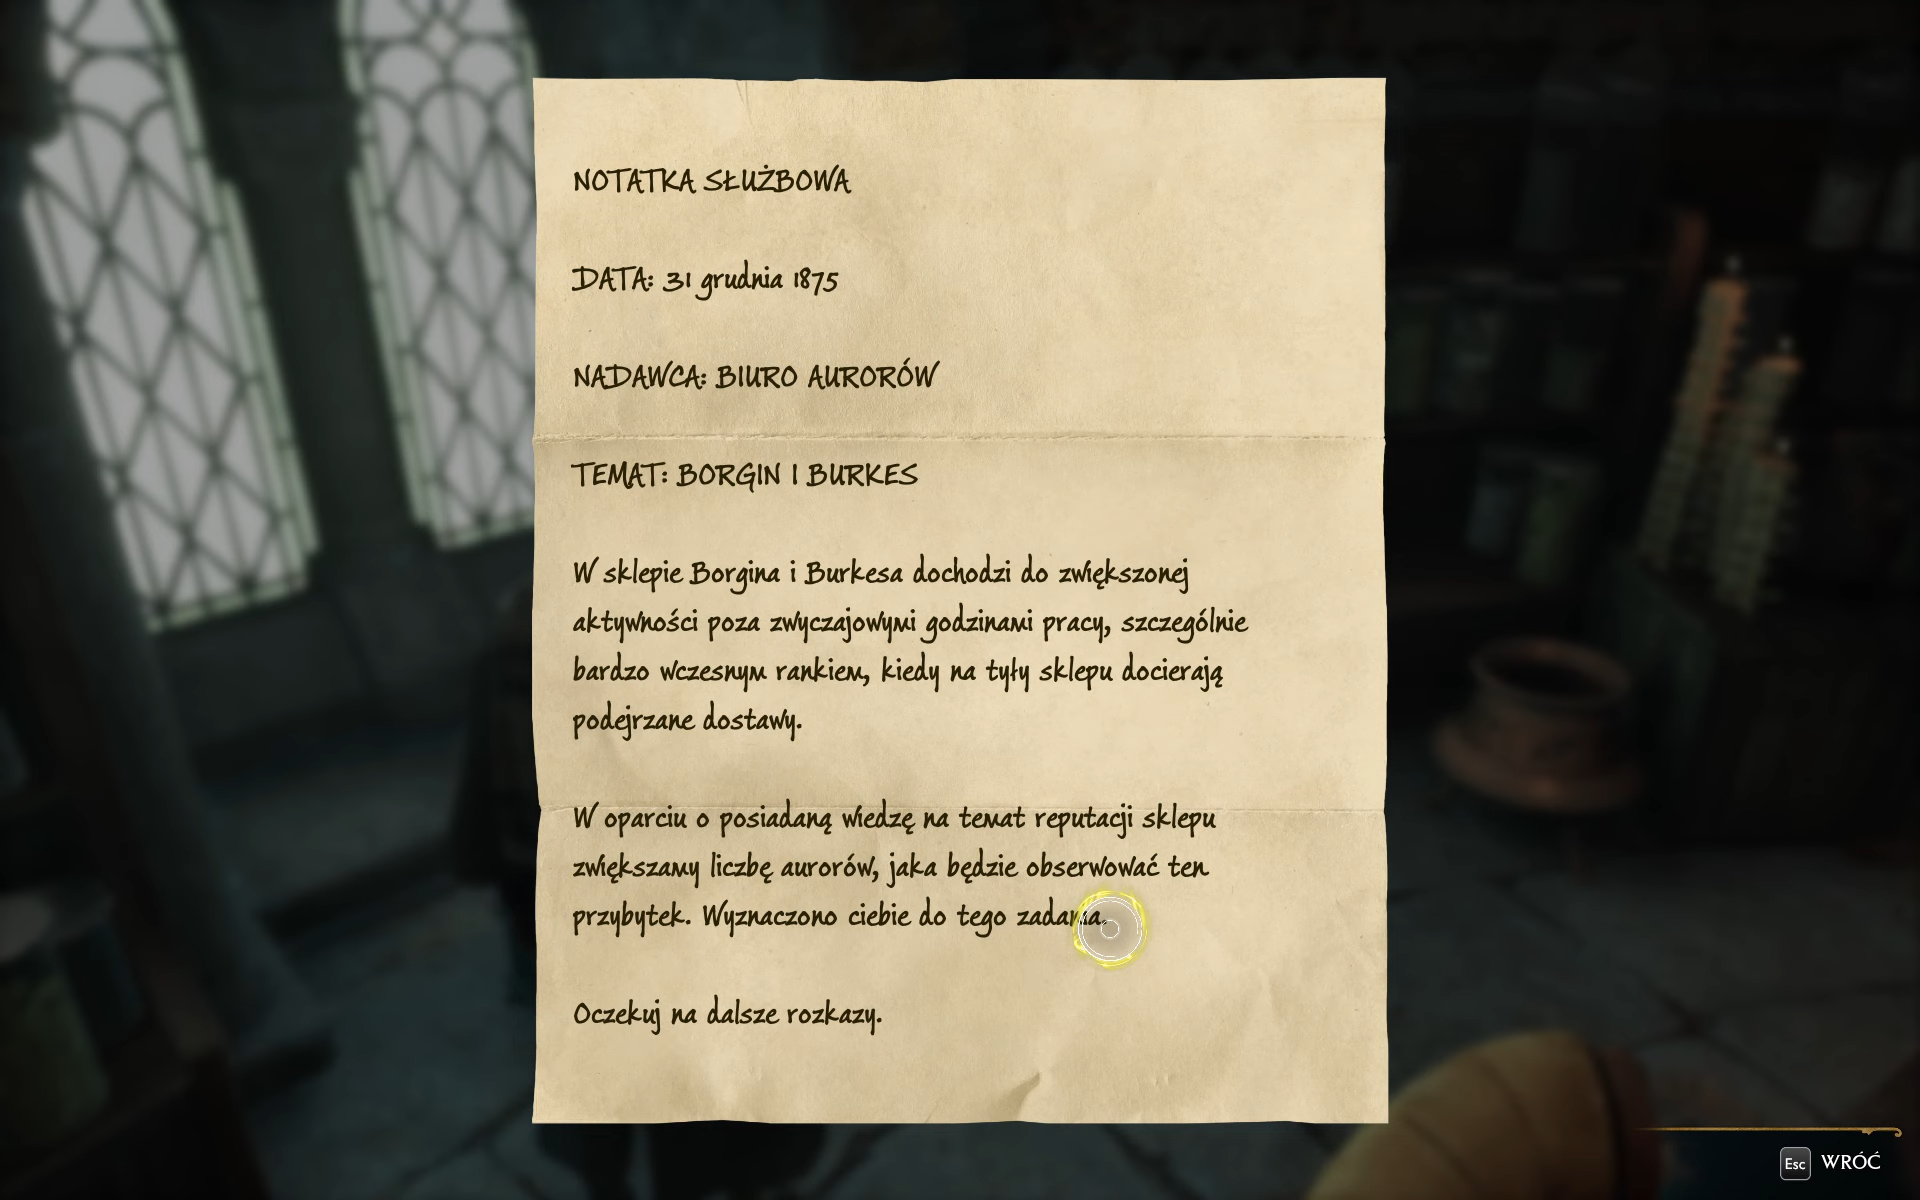 NOTATKA SŁUŻBOWA
DATA: 31 grudnia 1875
NADAWCA: BIURO AURORÓW
TEMAT: BORGIN I BURKES
W sklepie Borgina i Burkesa dochodzi do zwiększonej
aktywności poza zwyczajowymi godzinami pracy, szczególnie
bardzo wczesnym rankiem, kiedy na tyły sklepu docierają
podejrzane dostawy.
W oparciu o posiadaną wiedzę na temat reputacji sklepu
zwiększamy liczbę aurorów, jaka będzie obserwować ten
przybytek. Wyznaczono ciebie do tego zadania.
Oczekuj na dalsze rozkazy.
Esc WRÓĆ